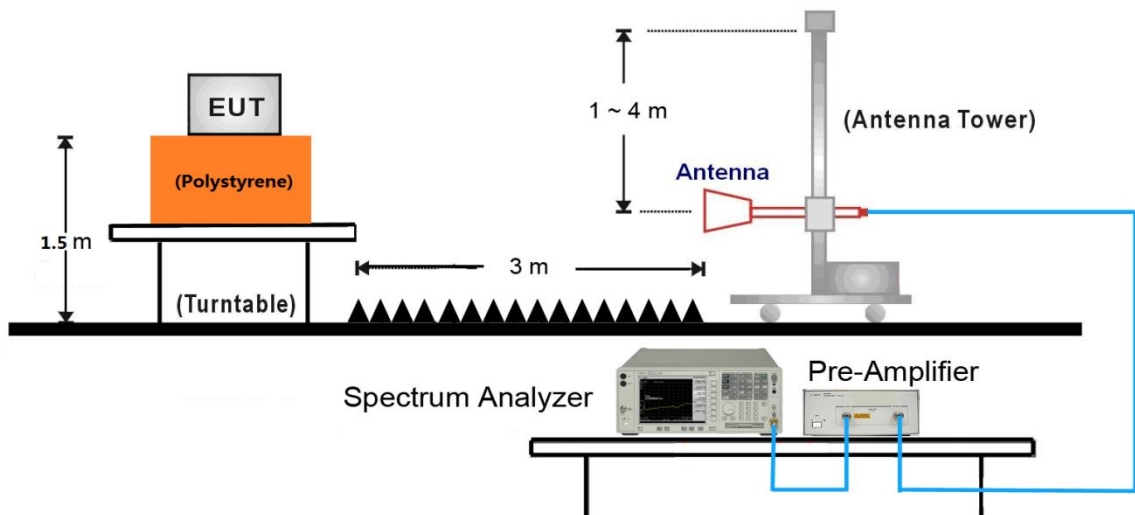 EUT
(Polystyrene)
1.5 m
(Turntable)
3 m
1 ~ 4 m
(Antenna Tower)
Antenna
Spectrum Analyzer
Pre-Amplifier